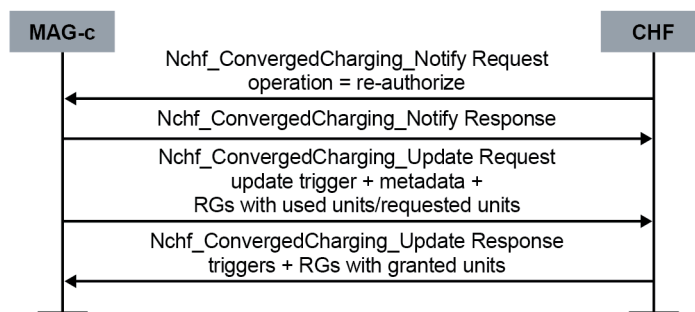 MAG-c
CHF
Nchf_ConvergedCharging_Notify Request
operation = re-authorize
Nchf_ConvergedCharging_Notify Response
Nchf_ConvergedCharging_Update Request
update trigger + metadata +
RGs with used units/requested units
Nchf_ConvergedCharging_Update Response
triggers + RGs with granted units